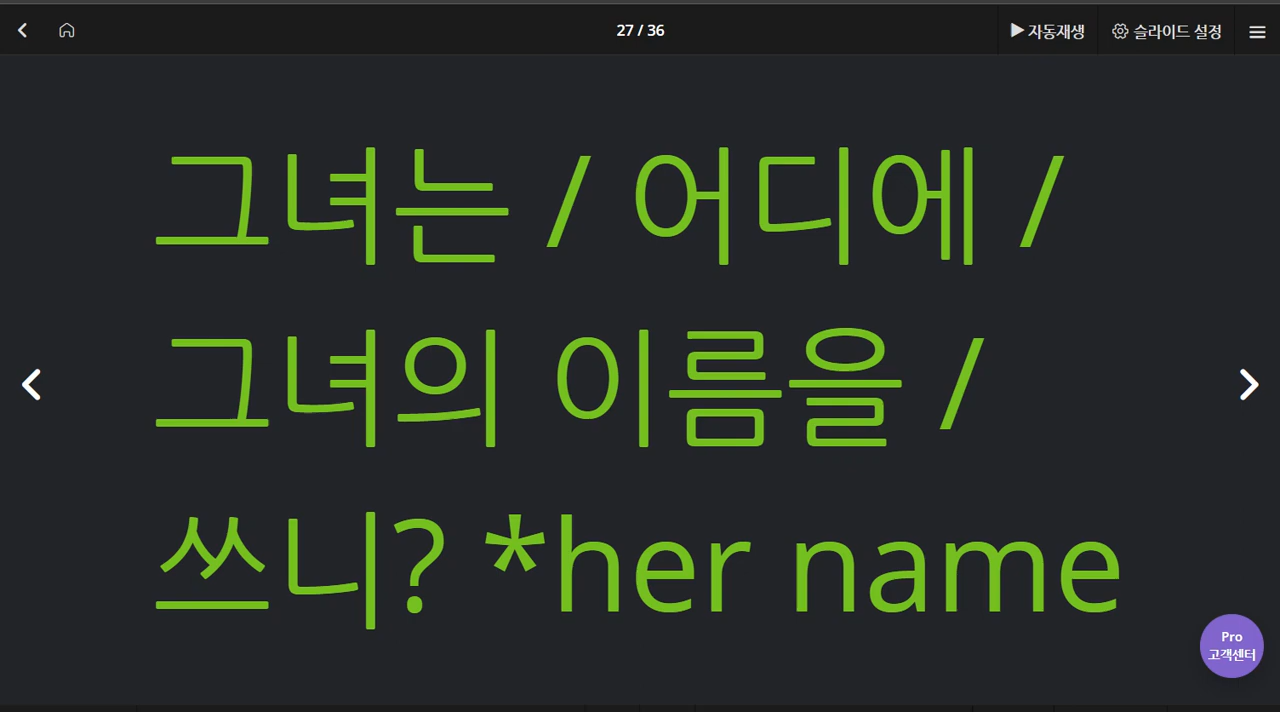 27 / 36
자동재생
슬라이드 설정
그녀는 / 어디에 /
그녀의 이름을 /
쓰니? *her name
Pro
고객센터